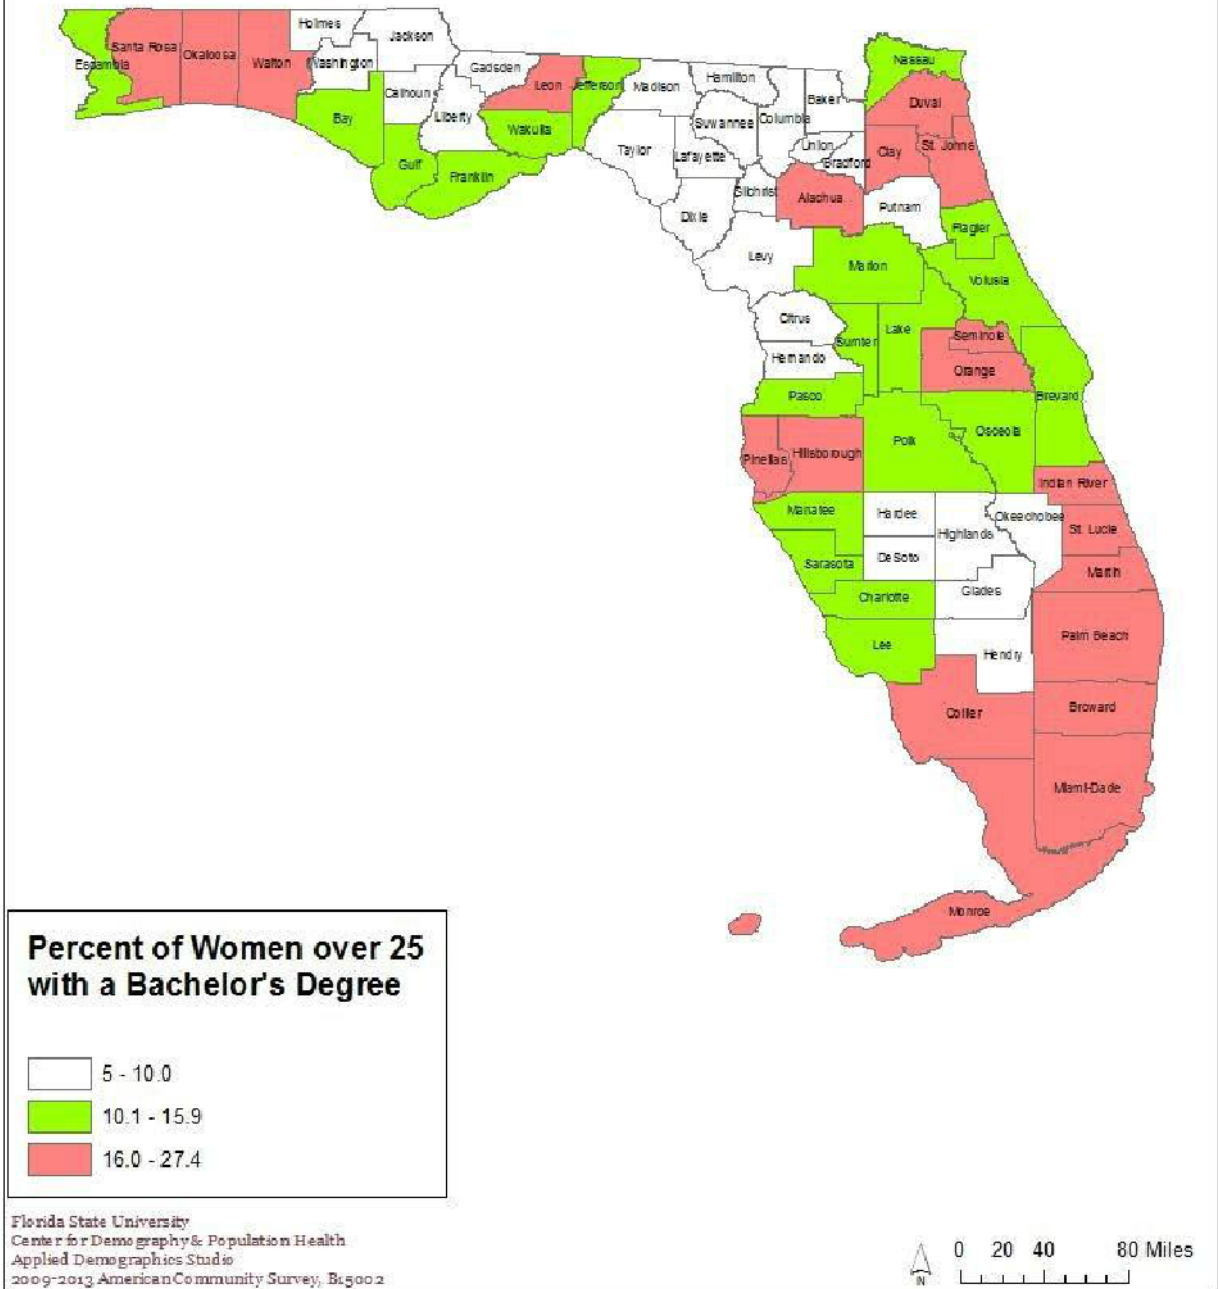 Holmes
Jackson
Santa Rosa
Okaloosa
Walton
Washington
Escambia
Gadsden
Leon
Jefferson
Madison
Hamilton
Nassau
Calhoun
Liberty
Bay
Wakulla
Suwannee
Columbia
Baker
Duval
Taylor
Lafayette
Union
Bradford
Clay
St. Johns
Gulf
Franklin
Gilchrist
Alachua
Putnam
Dixie
Flagler
Levy
Marion
Volusia
Citrus
Sumter
Lake
Seminole
Hernando
Orange
Pasco
Brevard
Pinellas
Hillsborough
Polk
Osceola
Indian River
Manatee
Hardee
Highlands
Okeechobee
St. Lucie
Sarasota
DeSoto
Martin
Charlotte
Glades
Lee
Hendry
Palm Beach
Collier
Broward
Miami-Dade
Monroe
Percent of Women over 25
with a Bachelor's Degree
5 - 10.0
10.1 - 15.9
16.0 - 27.4
Florida State University
Center for Demography & Population Health
Applied Demographics Studio
2009-2013 American Community Survey, B15002
N
0 20 40 80 Miles